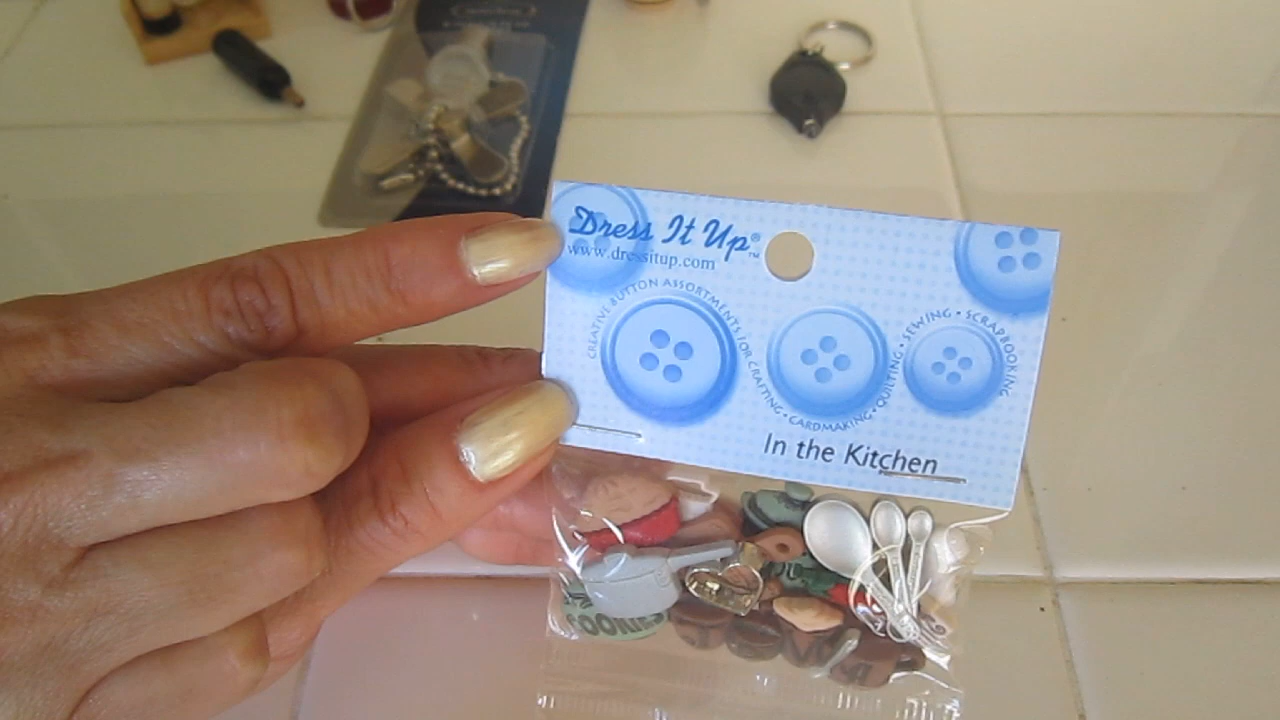 Dress It Up®™
www.dressitup.com
CREATIVE BUTTON ASSORTMENTS FOR CRAFTING • CARDMAKING • QUILTING • SEWING • SCRAPBOOKING
In the Kitchen
COOKIES